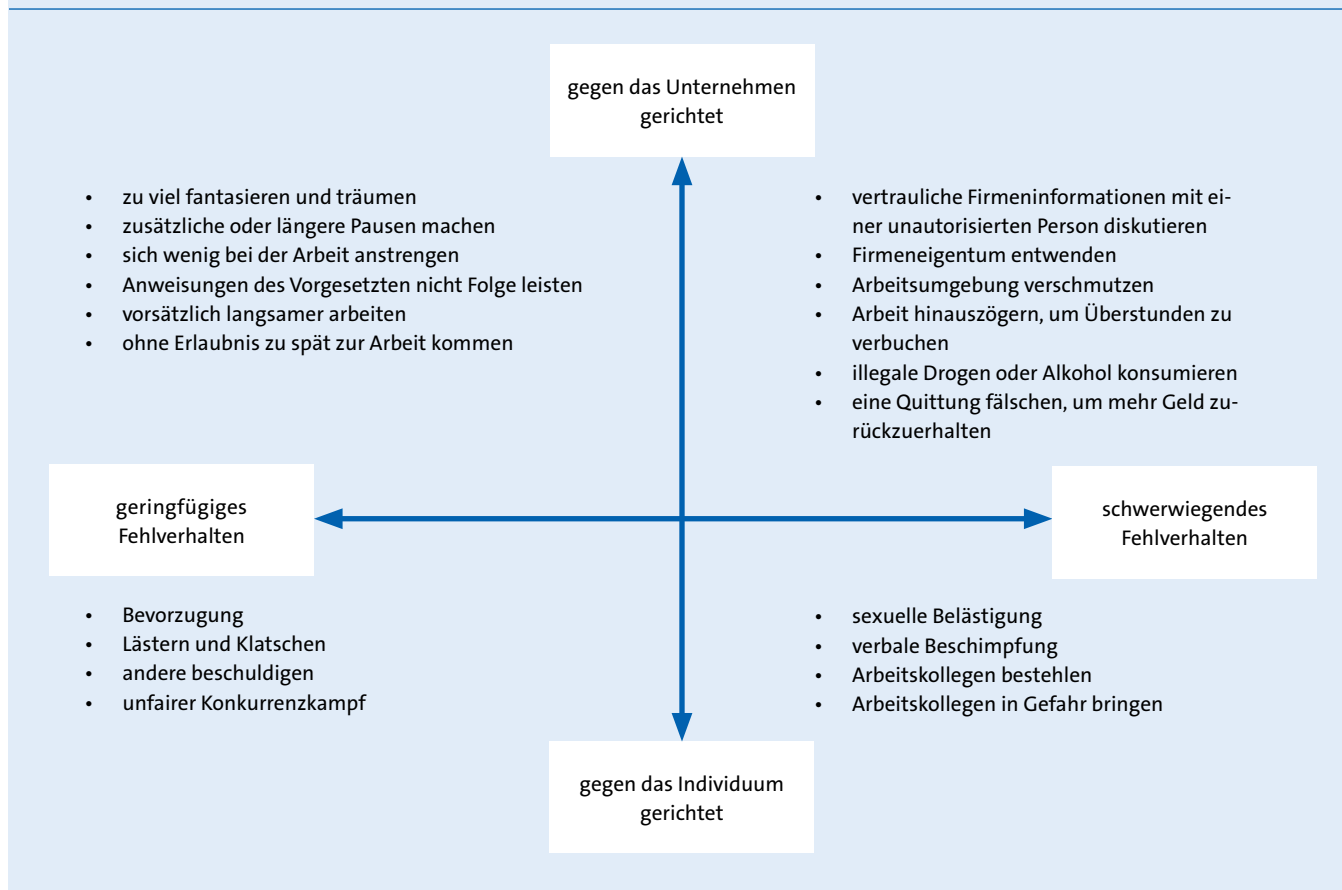 gegen das Unternehmen
gerichtet
• zu viel fantasieren und träumen
• zusätzliche oder längere Pausen machen
• sich wenig bei der Arbeit anstrengen
• Anweisungen des Vorgesetzten nicht Folge leisten
• vorsätzlich langsamer arbeiten
• ohne Erlaubnis zu spät zur Arbeit kommen
• vertrauliche Firmeninformationen mit ei-
ner unautorisierten Person diskutieren
• Firmeneigentum entwenden
• Arbeitsumgebung verschmutzen
• Arbeit hinauszögern, um Überstunden zu
verbuchen
• illegale Drogen oder Alkohol konsumieren
• eine Quittung fälschen, um mehr Geld zu-
rückzuerhalten
geringfügiges
Fehlverhalten
schwerwiegendes
Fehlverhalten
• Bevorzugung
• Lästern und Klatschen
• andere beschuldigen
• unfairer Konkurrenzkampf
• sexuelle Belästigung
• verbale Beschimpfung
• Arbeitskollegen bestehlen
• Arbeitskollegen in Gefahr bringen
gegen das Individuum
gerichtet